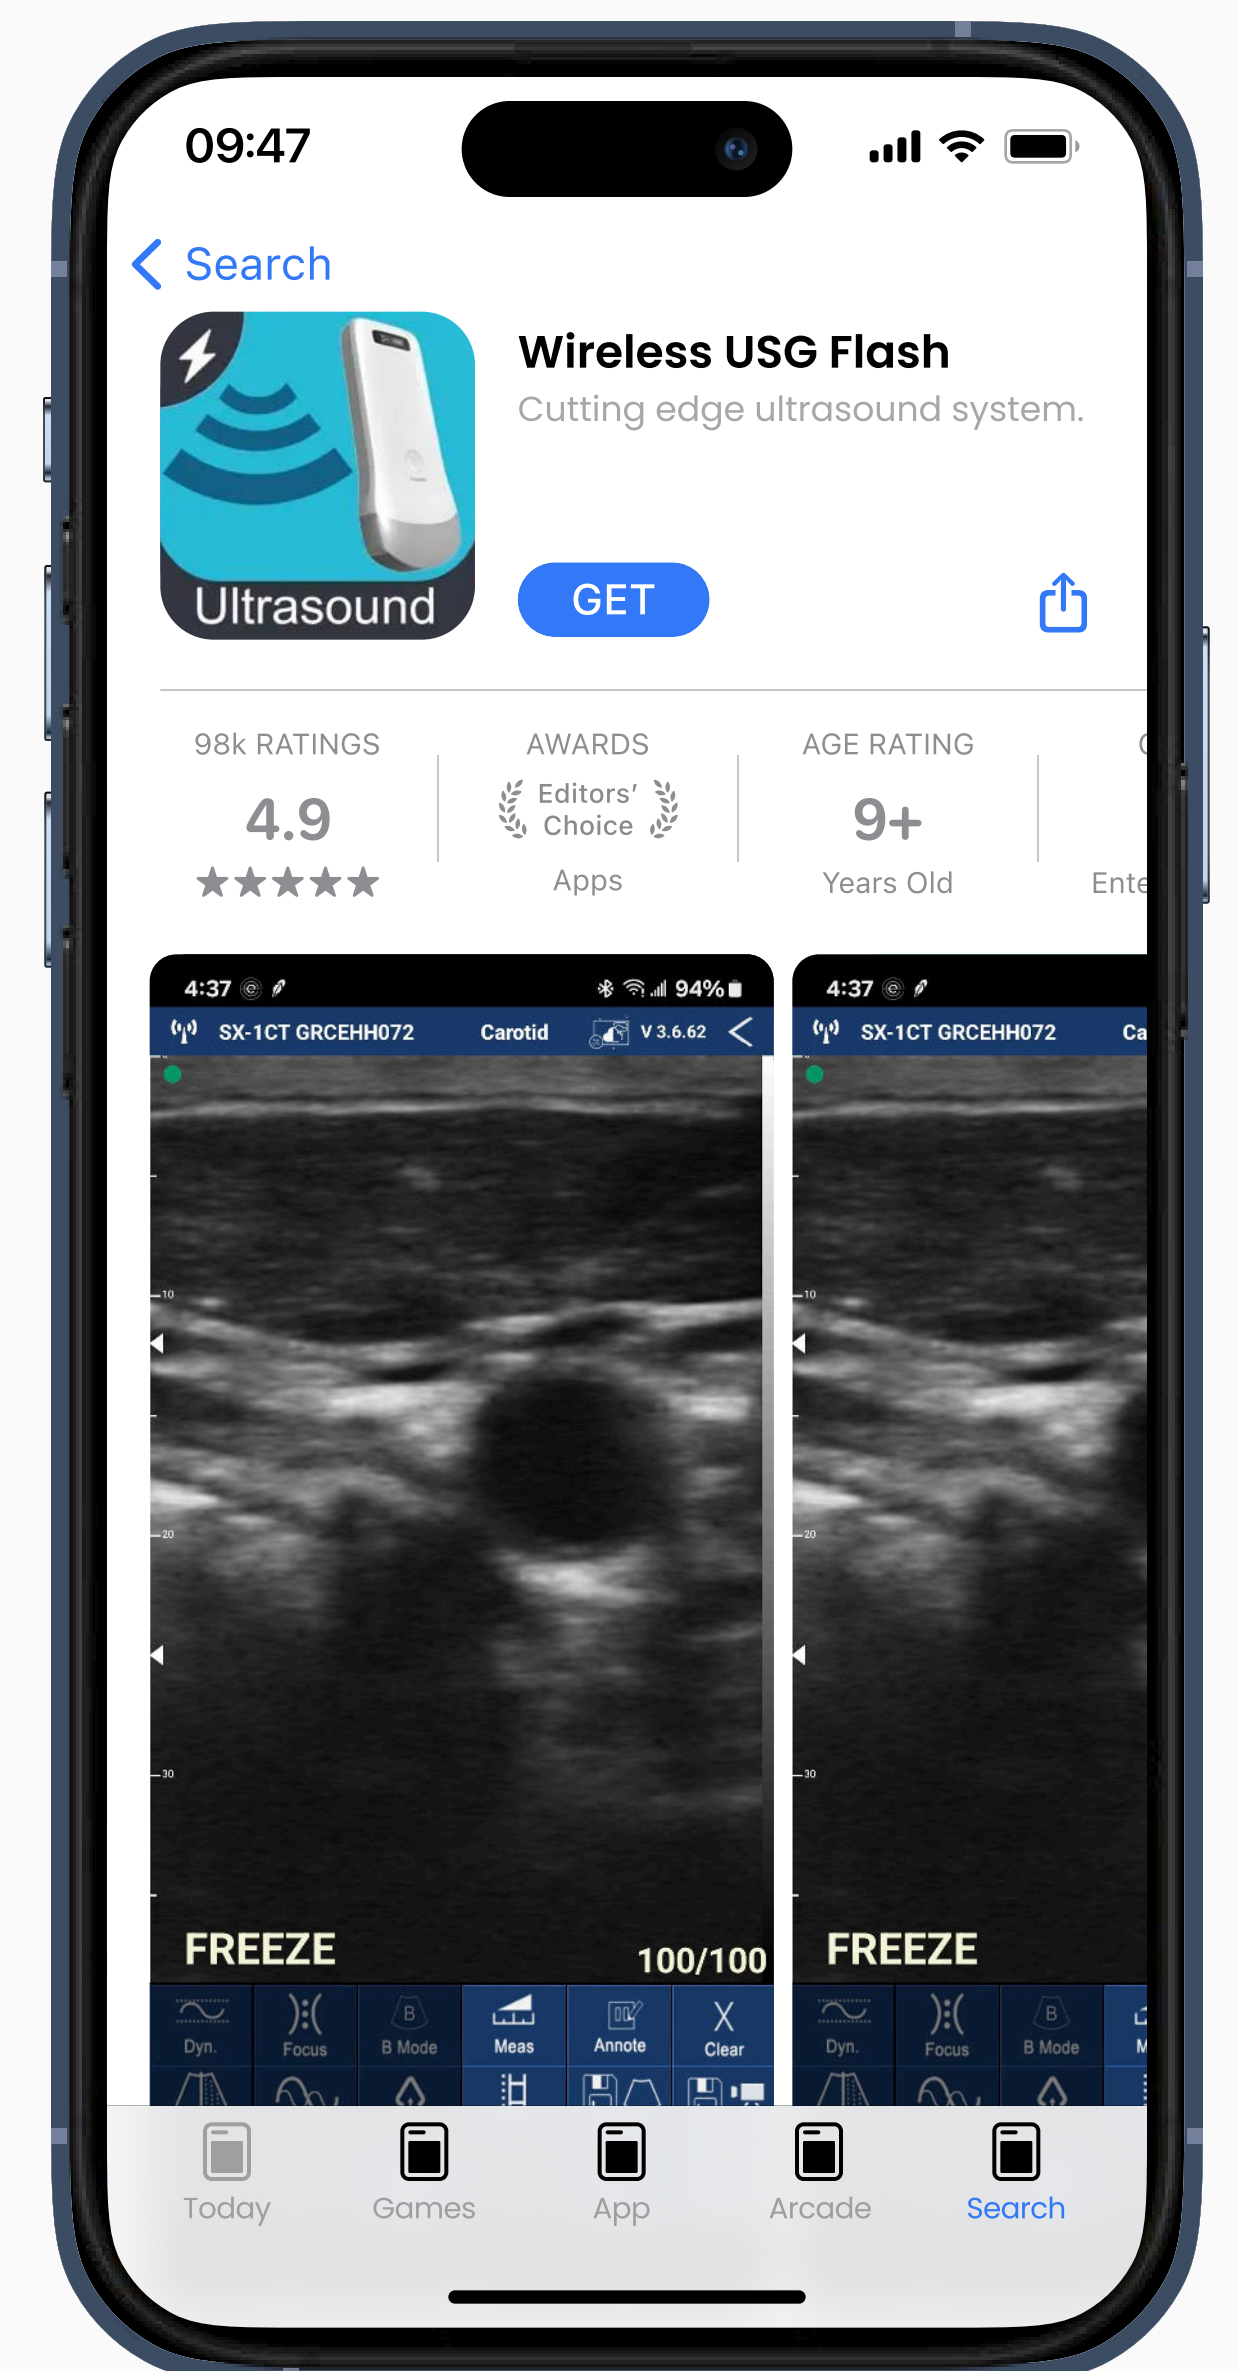 09:47
Search
Ultrasound
Wireless USG Flash
Cutting edge ultrasound system.
GET
98k RATINGS
4.9
AWARDS
Editors’
Choice
Apps
AGE RATING
9+
Years Old
Ente
4:37
94%
SX-1CT GRCEHH072
Carotid
V 3.6.62
10
20
30
FREEZE
100/100
Dyn.
Focus
B
B Mode
Meas
Annote
Clear
4:37
SX-1CT GRCEHH072
Ca
10
20
30
FREEZE
Dyn.
Focus
B
B Mode
M
Today
Games
App
Arcade
Search